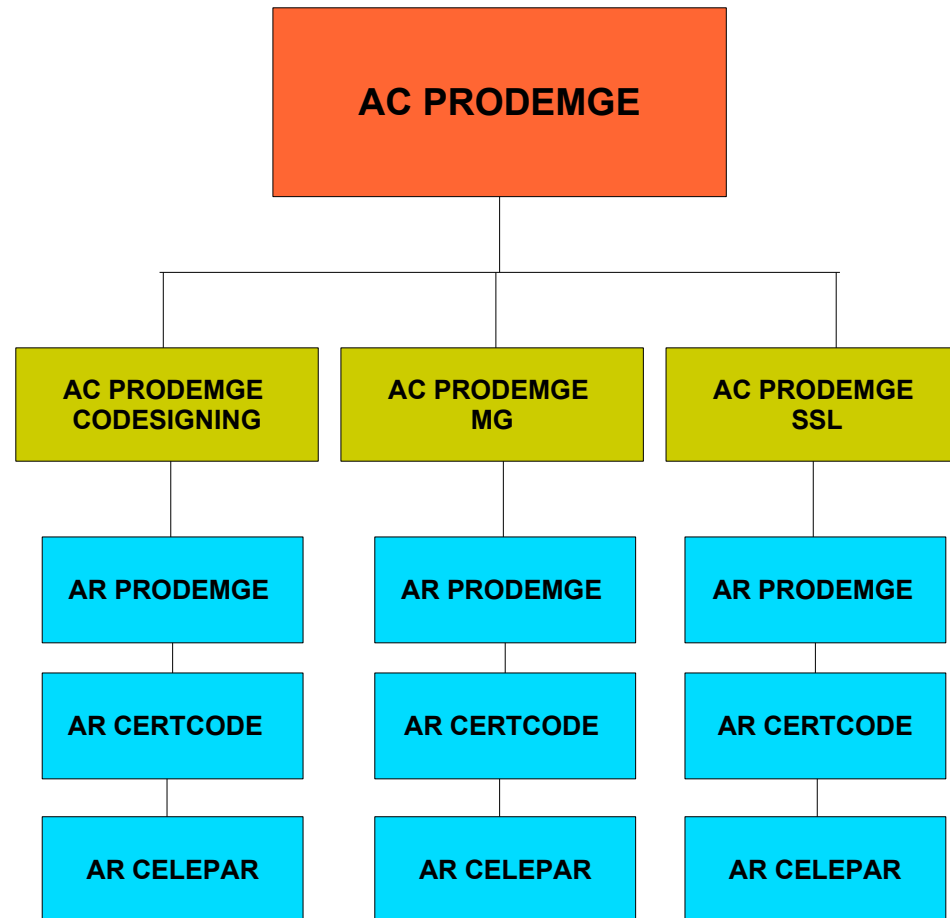 AC PRODEMGE
AC PRODEMGE
CODESIGNING
AC PRODEMGE
MG
AC PRODEMGE
SSL
AR PRODEMGE
AR PRODEMGE
AR PRODEMGE
AR CERTCODE
AR CERTCODE
AR CERTCODE
AR CELEPAR
AR CELEPAR
AR CELEPAR